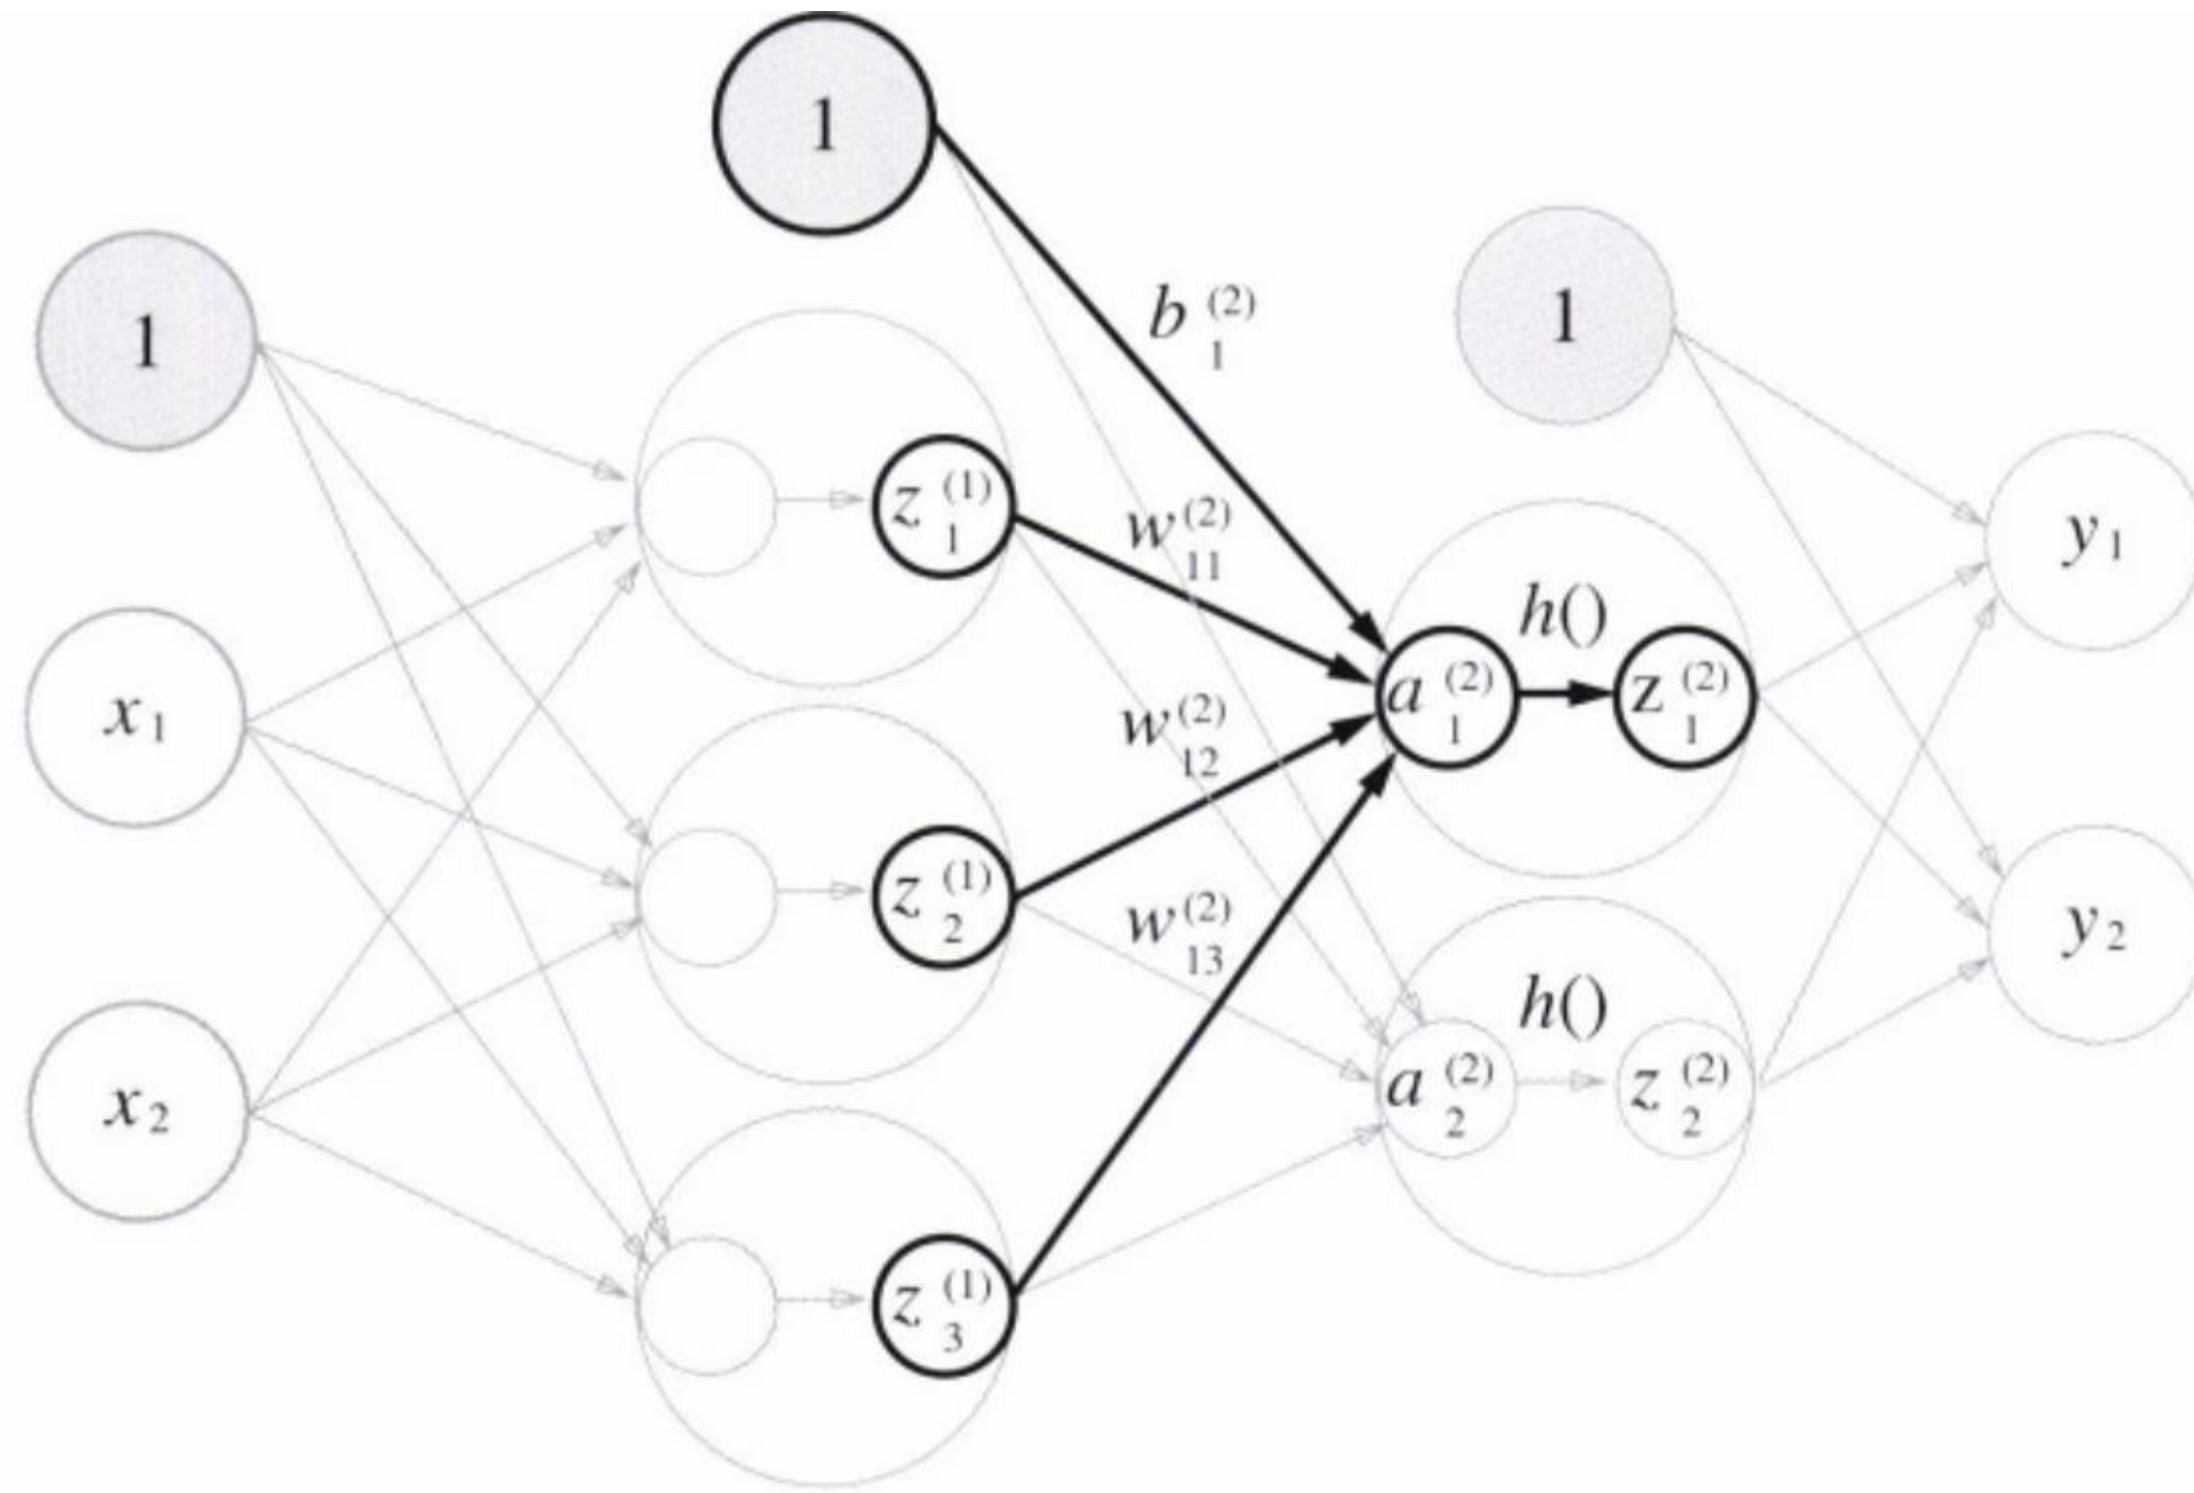 1
1
1
x₁
x₂
z₁⁽¹⁾
z₂⁽¹⁾
z₃⁽¹⁾
b₁⁽²⁾
w₁₁⁽²⁾
w₁₂⁽²⁾
w₁₃⁽²⁾
a₁⁽²⁾
h()
z₁⁽²⁾
a₂⁽²⁾
h()
z₂⁽²⁾
y₁
y₂